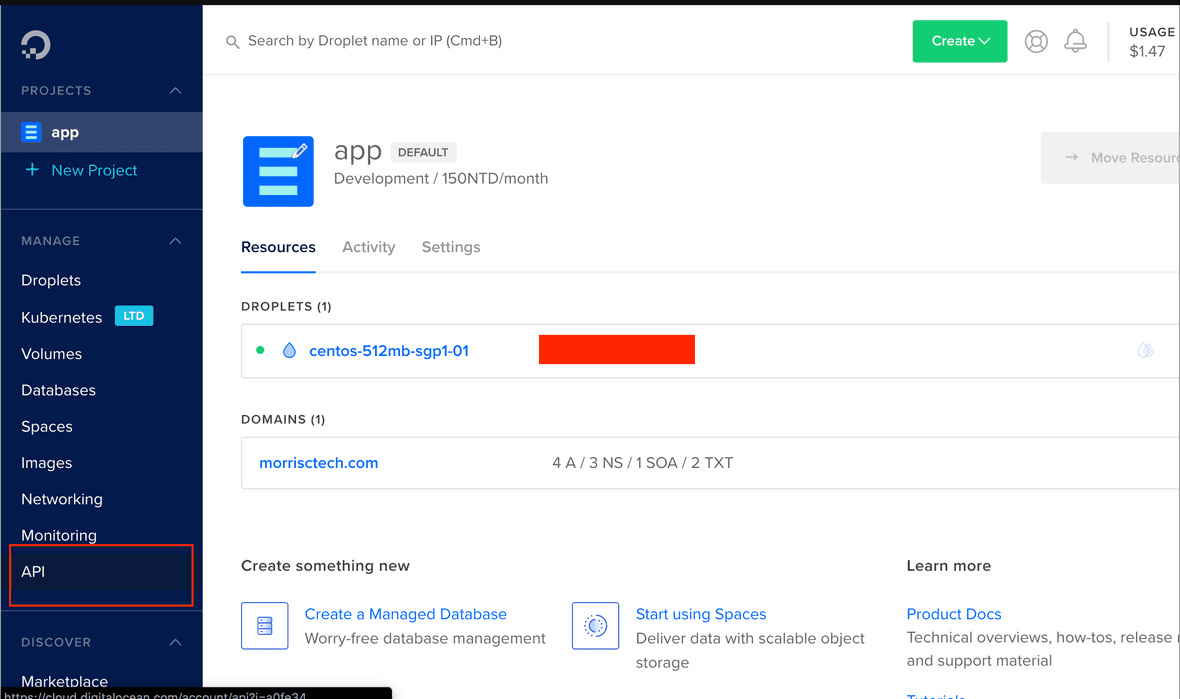 Search by Droplet name or IP (Cmd+B)
Create
USAGE
$1.47
PROJECTS
app
New Project
MANAGE
Droplets
Kubernetes LTD
Volumes
Databases
Spaces
Images
Networking
Monitoring
API
DISCOVER
Marketplace
https://cloud.digitalocean.com/account/api?i=a0fe34
app DEFAULT
Development / 150NTD/month
→ Move Resour
Resources Activity Settings
DROPLETS (1)
centos-512mb-sgp1-01
DOMAINS (1)
morrisctech.com 4 A / 3 NS / 1 SOA / 2 TXT
Create something new
Create a Managed Database
Worry-free database management
Start using Spaces
Deliver data with scalable object
storage
Learn more
Product Docs
Technical overviews, how-tos, release
and support material
Tutorials